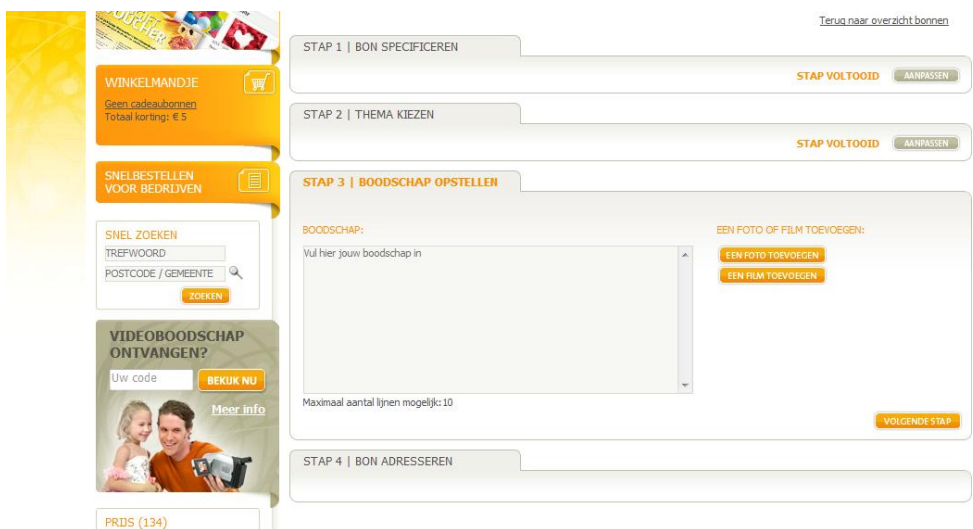 GIFT
VOUCHER
WINKELMANDJE
Geen cadeaubonnen
Totaal korting: € 5
SNELBESTELLEN
VOOR BEDRIJVEN
SNEL ZOEKEN
TREFWOORD
POSTCODE / GEMEENTE
ZOEKEN
VIDEOBOODSCHAP
ONTVANGEN?
Uw code
BEKIJK NU
Meer info
PRIJS (134)
Terug naar overzicht bonnen
STAP 1 | BON SPECIFICEREN
STAP VOLTOOID AANPASSEN
STAP 2 | THEMA KIEZEN
STAP VOLTOOID AANPASSEN
STAP 3 | BOODSCHAP OPSTELLEN
BOODSCHAP:
Vul hier jouw boodschap in
Maximaal aantal lijnen mogelijk: 10
EEN FOTO OF FILM TOEVOEGEN:
EEN FOTO TOEVOEGEN
EEN FILM TOEVOEGEN
VOLGENDE STAP
STAP 4 | BON ADRESSEREN